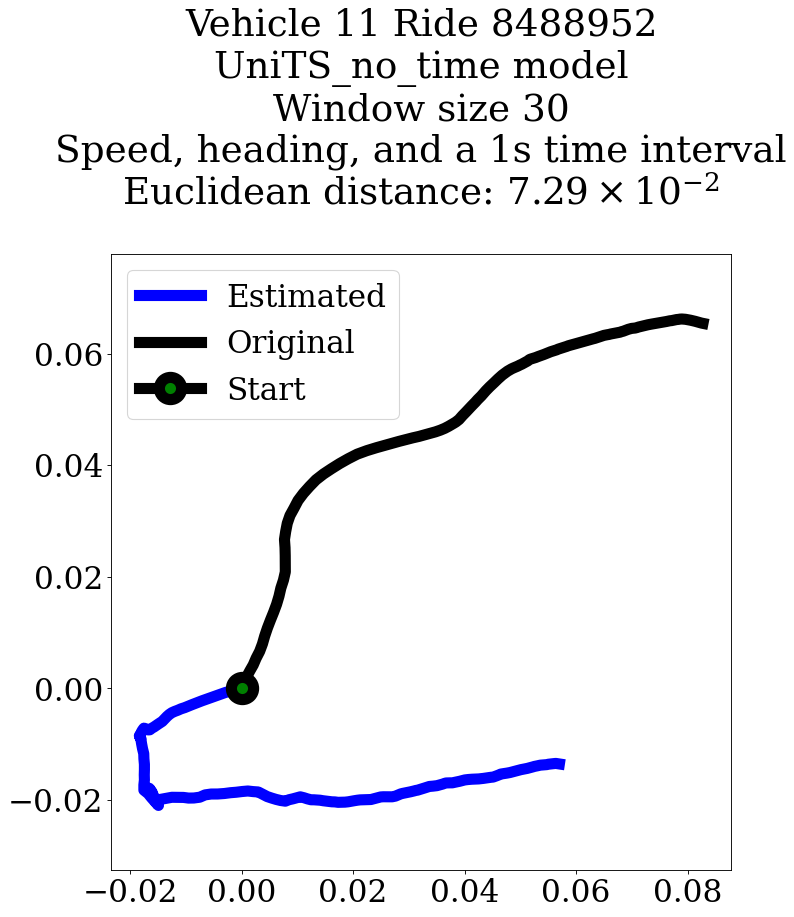 Vehicle 11 Ride 8488952
UniTS_no_time model
Window size 30
Speed, heading, and a 1s time interval
Euclidean distance: 7.29 × 10⁻²
Estimated
Original
Start
0.06
0.04
0.02
0.00
−0.02
−0.02 0.00 0.02 0.04 0.06 0.08